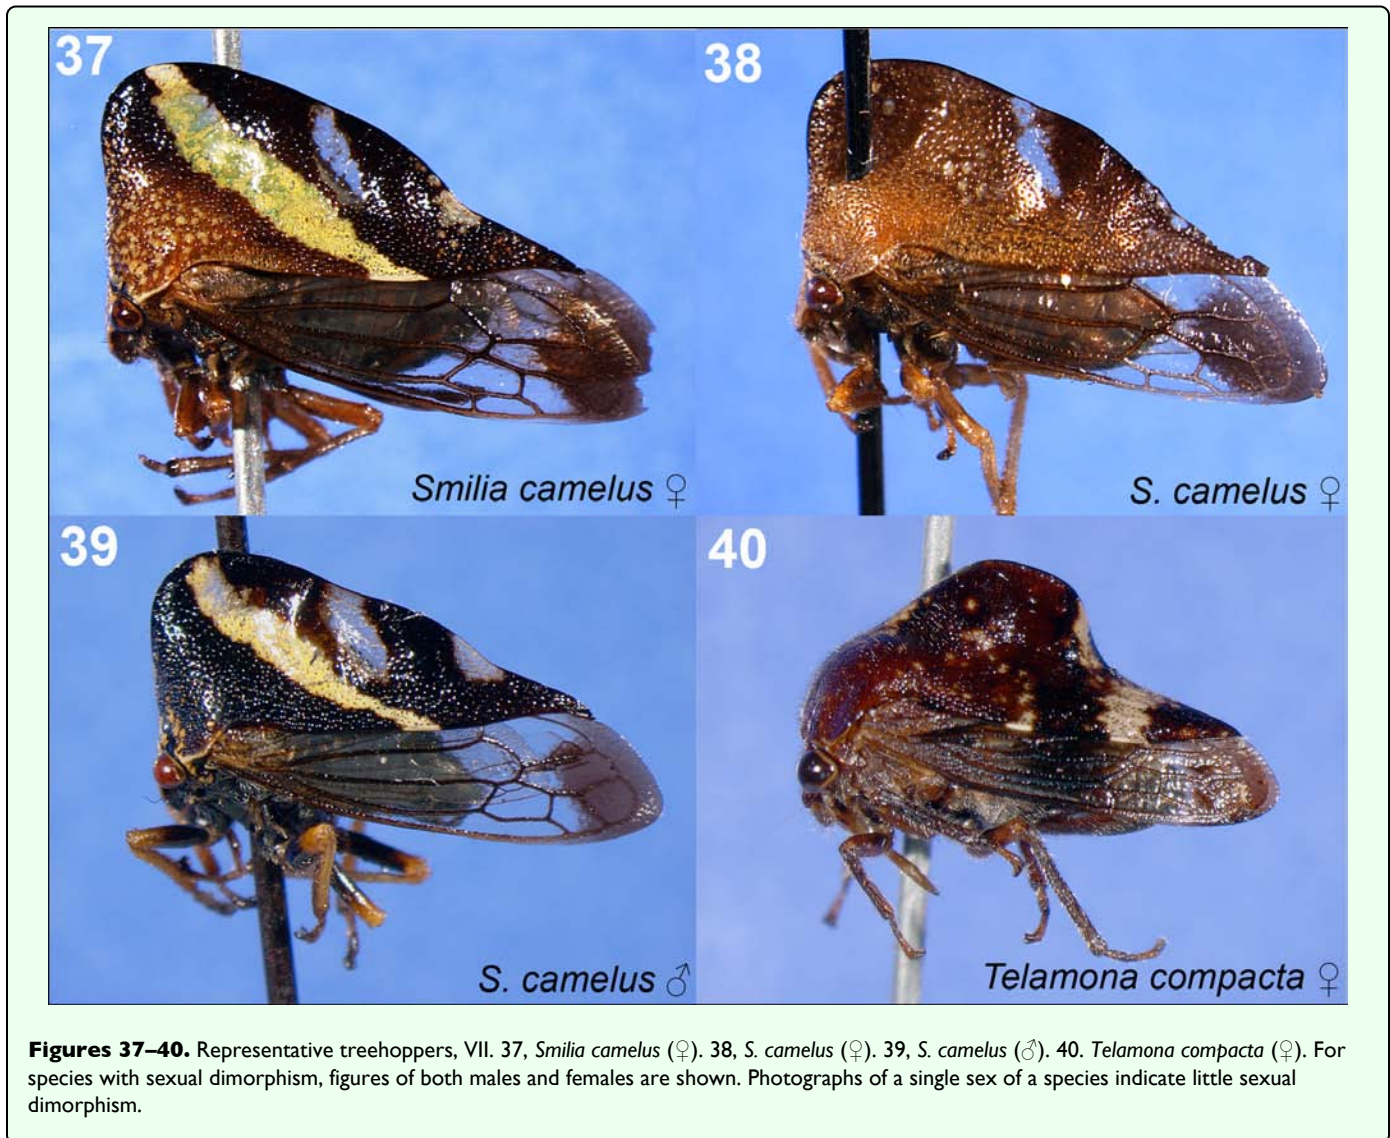 37
38
Smilia camelus ♀
S. camelus ♀
39
40
S. camelus ♂
Telamona compacta ♀
Figures 37–40. Representative treehoppers, VII. 37, Smilia camelus (♀). 38, S. camelus (♀). 39, S. camelus (♂). 40. Telamona compacta (♀). For
species with sexual dimorphism, figures of both males and females are shown. Photographs of a single sex of a species indicate little sexual
dimorphism.